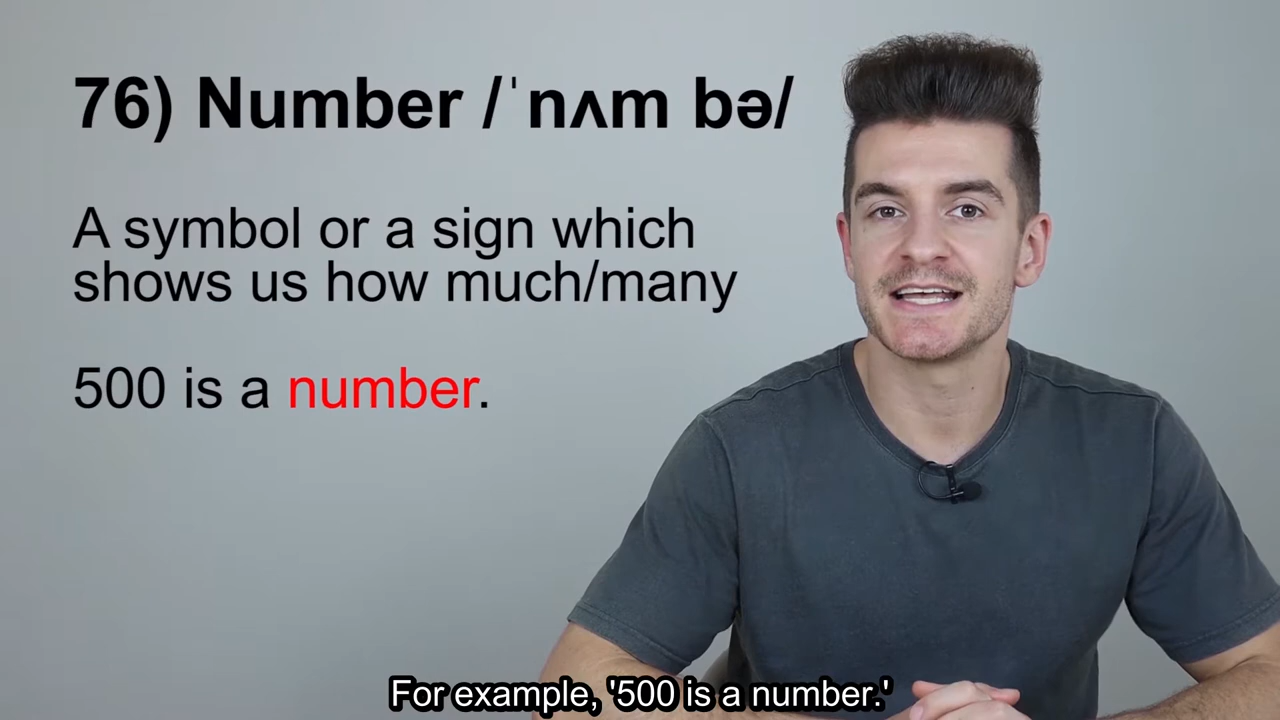 76) Number /ˈnʌm bə/
A symbol or a sign which
shows us how much/many
500 is a number.
For example, '500 is a number.'